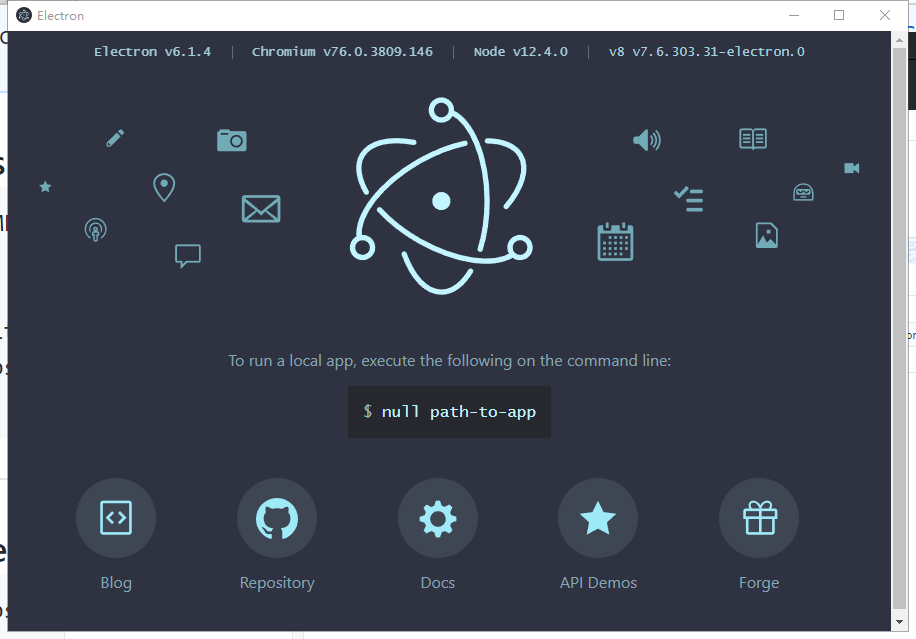 Electron
Electron v6.1.4 | Chromium v76.0.3809.146 | Node v12.4.0 | v8 v7.6.303.31-electron.0
To run a local app, execute the following on the command line:
$ null path-to-app
Blog Repository Docs API Demos Forge